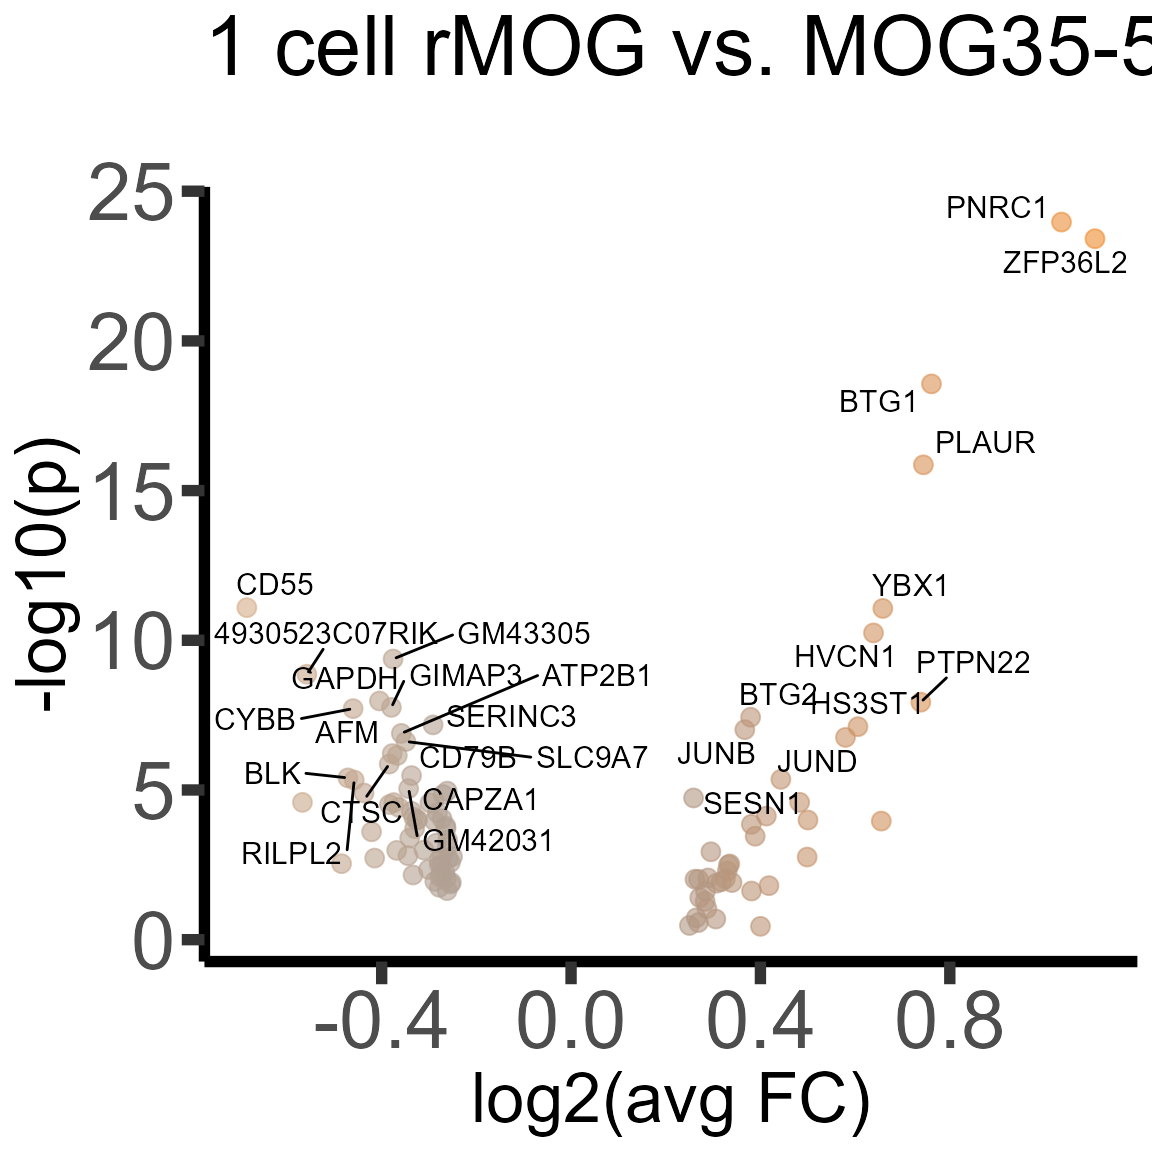 1 cell rMOG vs. MOG35-5
25
20
15
10
5
0
-log10(p)
PNRC1
ZFP36L2
BTG1
PLAUR
CD55
YBX1
4930523C07RIK
GM43305
HVCN1
PTPN22
GAPDH
GIMAP3
ATP2B1
BTG2
HS3ST1
CYBB
AFM
SERINC3
JUNB
CD79B
SLC9A7
JUND
BLK
CTSC
CAPZA1
SESN1
RILPL2
GM42031
-0.4
0.0
0.4
0.8
log2(avg FC)